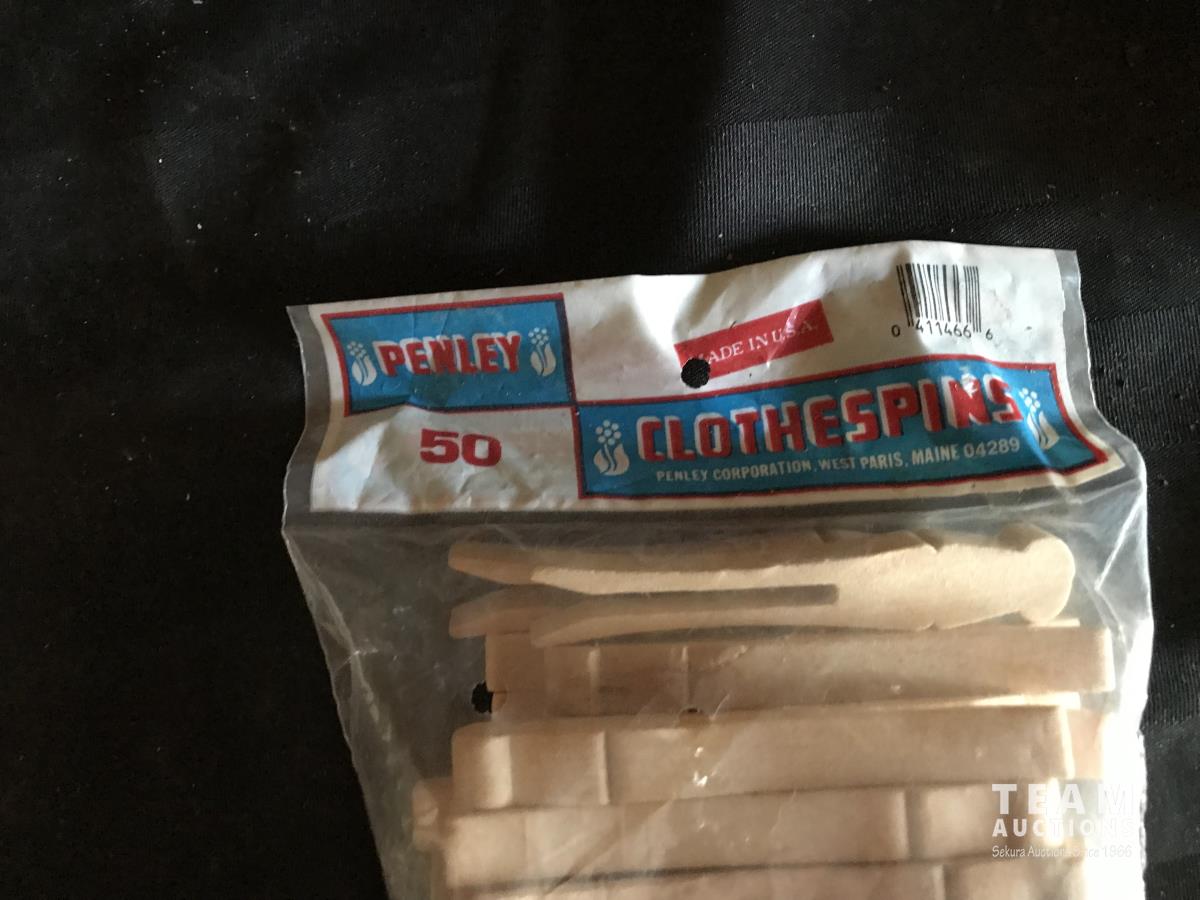 PENLEY
50
MADE IN U.S.A.
0 411466 6
CLOTHESPINS
PENLEY CORPORATION, WEST PARIS, MAINE 04289
TEAM
AUCTIONS
Sekura Auctions Since 1966